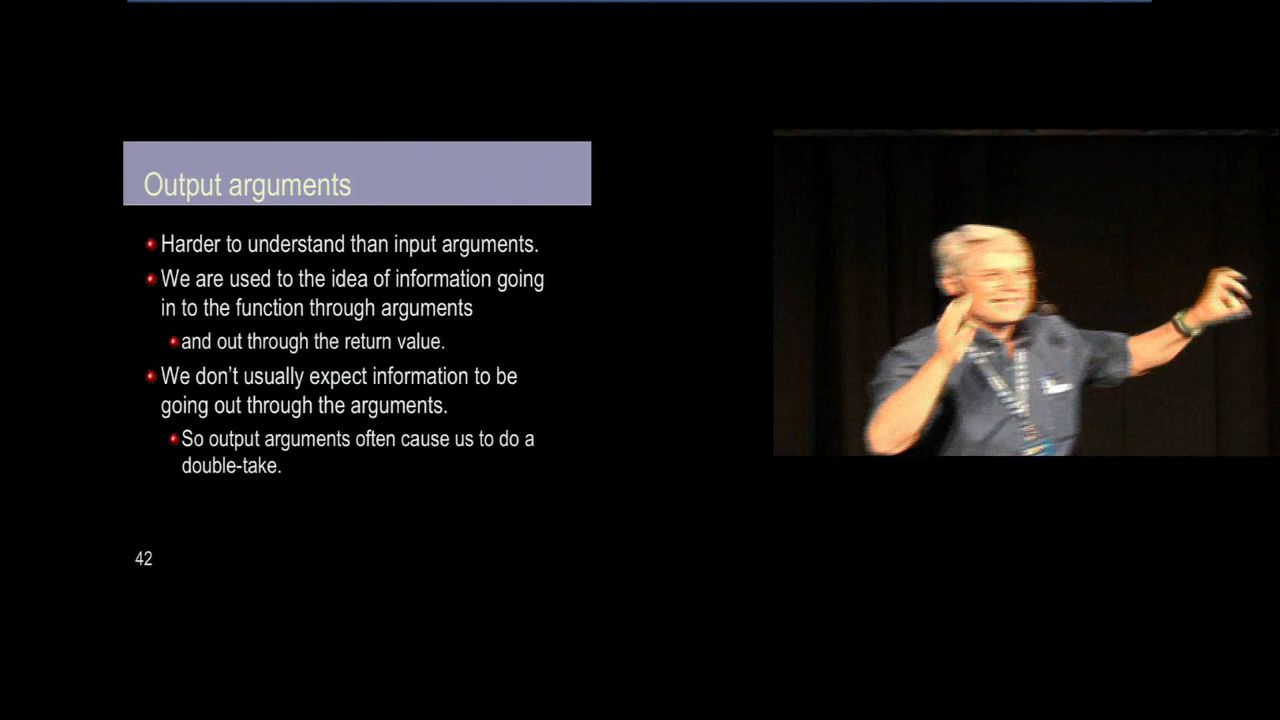 Output arguments
Harder to understand than input arguments.
We are used to the idea of information going
in to the function through arguments
and out through the return value.
We don't usually expect information to be
going out through the arguments.
So output arguments often cause us to do a
double-take.
42